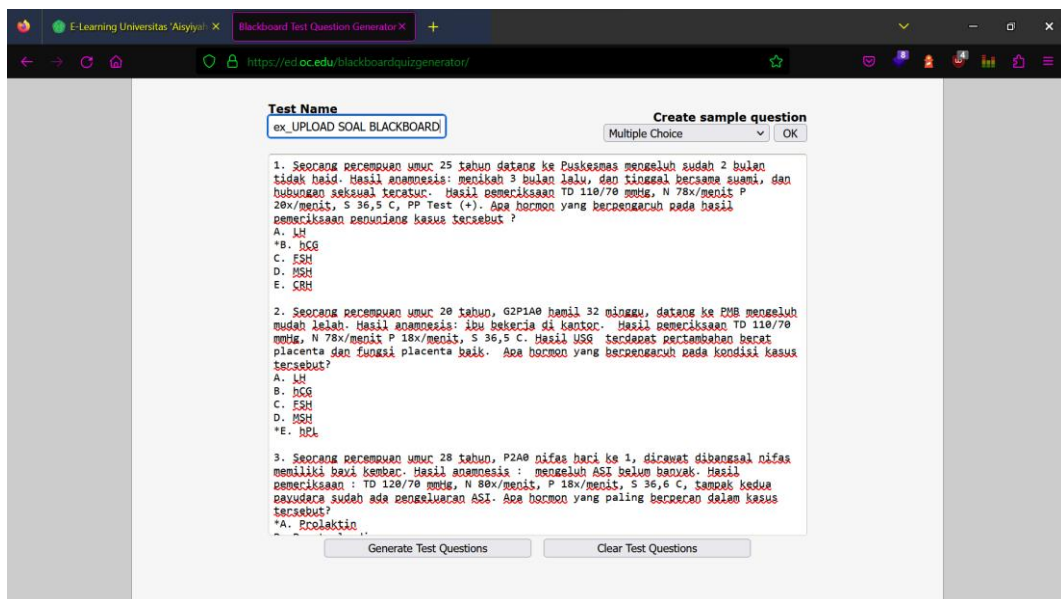 E-Learning Universitas 'Aisyiyah
Blackboard Test Question Generator
https://ed.oc.edu/blackboardquizgenerator/
8
4
Test Name
ex_UPLOAD SOAL BLACKBOARD
Create sample question
Multiple Choice
OK
1. Seorang perempuan umur 25 tahun datang ke Puskesmas mengeluh sudah 2 bulan
tidak haid. Hasil anamnesis: menikah 3 bulan lalu, dan tinggal bersama suami, dan
hubungan seksual teratur.  Hasil pemeriksaan TD 110/70 mmHg, N 78x/menit P
20x/menit, S 36,5 C, PP Test (+). Apa hormon yang berpengaruh pada hasil
pemeriksaan penunjang kasus tersebut ?
A. LH
*B. hCG
C. FSH
D. MSH
E. CRH
2. Seorang perempuan umur 20 tahun, G2P1A0 hamil 32 minggu, datang ke PMB mengeluh
mudah lelah. Hasil anamnesis: ibu bekerja di kantor.  Hasil pemeriksaan TD 110/70
mmHg, N 78x/menit P 18x/menit, S 36,5 C. Hasil USG  terdapat pertambahan berat
placenta dan fungsi placenta baik.  Apa hormon yang berpengaruh pada kondisi kasus
tersebut?
A. LH
B. hCG
C. FSH
D. MSH
*E. hPL
3. Seorang perempuan umur 28 tahun, P2A0 nifas hari ke 1, dirawat dibangsal nifas
memiliki bayi kembar. Hasil anamnesis :  mengeluh ASI belum banyak. Hasil
pemeriksaan : TD 120/70 mmHg, N 80x/menit, P 18x/menit, S 36,6 C, tampak kedua
payudara sudah ada pengeluaran ASI. Apa hormon yang paling berperan dalam kasus
tersebut?
*A. Prolaktin
Generate Test Questions
Clear Test Questions